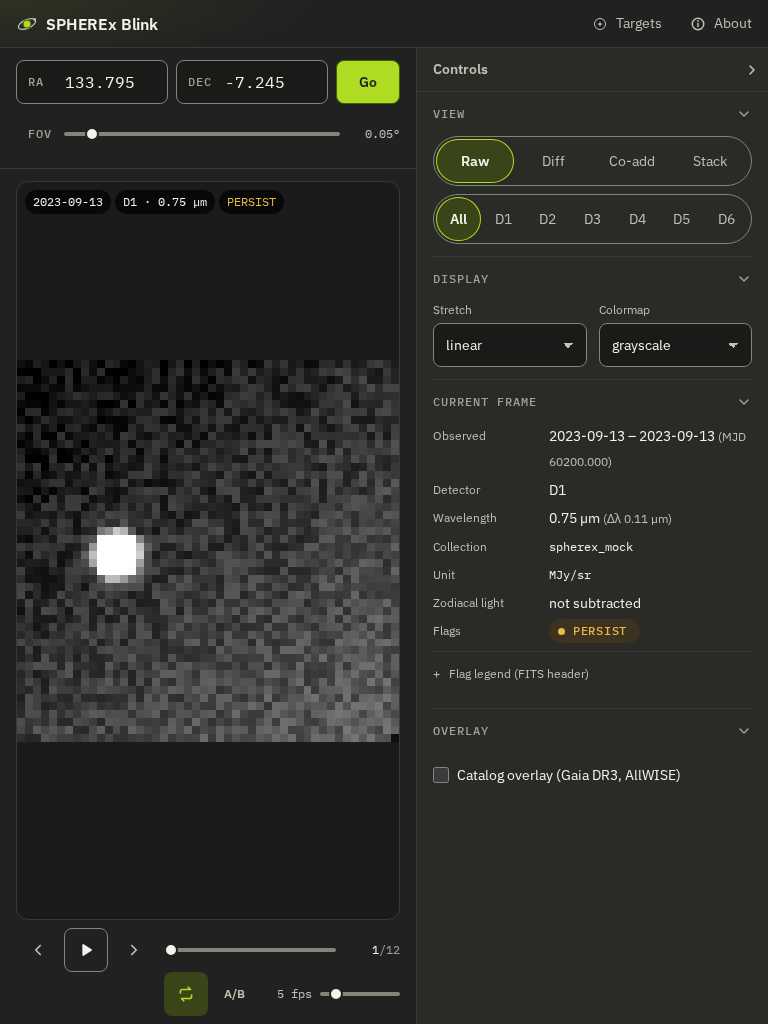 SPHEREx Blink
Targets
About
RA 133.795
DEC -7.245
Go
FOV
0.05°
2023-09-13
D1 · 0.75 µm
PERSIST
1/12
A/B
5 fps
Controls
VIEW
Raw Diff Co-add Stack
All D1 D2 D3 D4 D5 D6
DISPLAY
Stretch Colormap
linear grayscale
CURRENT FRAME
Observed 2023-09-13 – 2023-09-13 (MJD
60200.000)
Detector D1
Wavelength 0.75 µm (Δλ 0.11 µm)
Collection spherex_mock
Unit MJy/sr
Zodiacal light not subtracted
Flags PERSIST
+ Flag legend (FITS header)
OVERLAY
Catalog overlay (Gaia DR3, AllWISE)